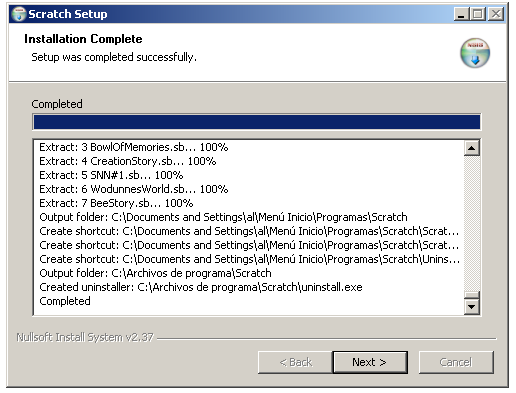 Scratch Setup
Installation Complete
Setup was completed successfully.
Completed
Extract: 3 BowlOfMemories.sb... 100%
Extract: 4 CreationStory.sb... 100%
Extract: 5 SNN#1.sb... 100%
Extract: 6 WodunnesWorld.sb... 100%
Extract: 7 BeeStory.sb... 100%
Output folder: C:\Documents and Settings\al\Menú Inicio\Programas\Scratch
Create shortcut: C:\Documents and Settings\al\Menú Inicio\Programas\Scratch\Scrat...
Create shortcut: C:\Documents and Settings\al\Menú Inicio\Programas\Scratch\Scrat...
Create shortcut: C:\Documents and Settings\al\Menú Inicio\Programas\Scratch\Unins...
Output folder: C:\Archivos de programa\Scratch
Created uninstaller: C:\Archivos de programa\Scratch\uninstall.exe
Completed
Nullsoft Install System v2.37
< Back
Next >
Cancel